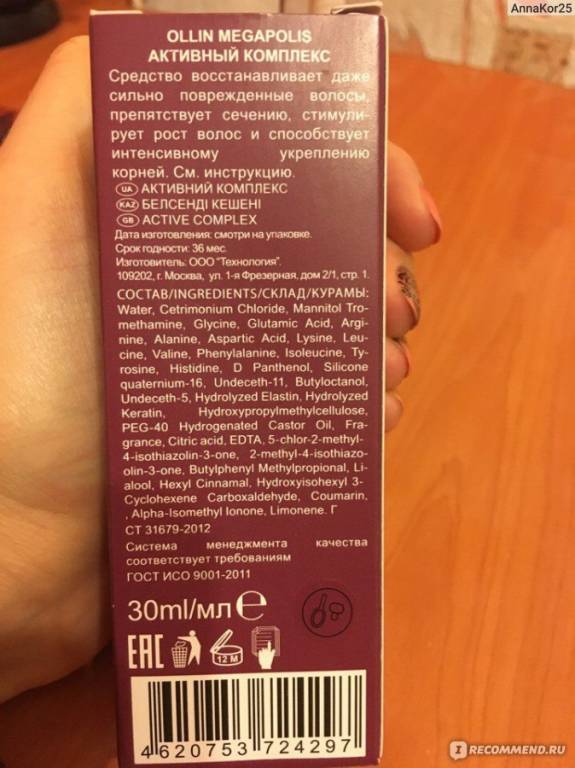 AnnaKor25
OLLIN MEGAPOLIS
АКТИВНЫЙ КОМПЛЕКС
Средство восстанавливает даже
сильно поврежденные волосы,
препятствует сечению, стимули-
рует рост волос и способствует
интенсивному укреплению
корней. См. инструкцию.
UA АКТИВНИЙ КОМПЛЕКС
KAZ БЕЛСЕНДІ КЕШЕНІ
GB ACTIVE COMPLEX
Дата изготовления: смотри на упаковке.
Срок годности: 36 мес.
Изготовитель: ООО "Технология".
109202, г. Москва, ул. 1-я Фрезерная, дом 2/1, стр. 1.
СОСТАВ/INGREDIENTS/СКЛАД/КУРАМЫ:
Water, Cetrimonium Chloride, Mannitol Tro-
methamine, Glycine, Glutamic Acid, Argi-
nine, Alanine, Aspartic Acid, Lysine, Leu-
cine, Valine, Phenylalanine, Isoleucine, Ty-
rosine, Histidine, D Panthenol, Silicone
quaternium-16, Undeceth-11, Butyloctanol,
Undeceth-5, Hydrolyzed Elastin, Hydrolyzed
Keratin, Hydroxypropylmethylcellulose,
PEG-40 Hydrogenated Castor Oil, Fra-
grance, Citric acid, EDTA, 5-chlor-2-methyl-
4-isothiazolin-3-one, 2-methyl-4-isothiazo-
olin-3-one, Butylphenyl Methylpropional, Li-
alool, Hexyl Cinnamal, Hydroxyisohexyl 3-
Cyclohexene Carboxaldehyde, Coumarin,
, Alpha-Isomethyl Ionone, Limonene. Г
СТ 31679-2012
Система менеджмента качества
соответствует требованиям
ГОСТ ИСО 9001-2011
30ml/мл e
EAC 12 M
4 620753 724297
I RECOMMEND.RU